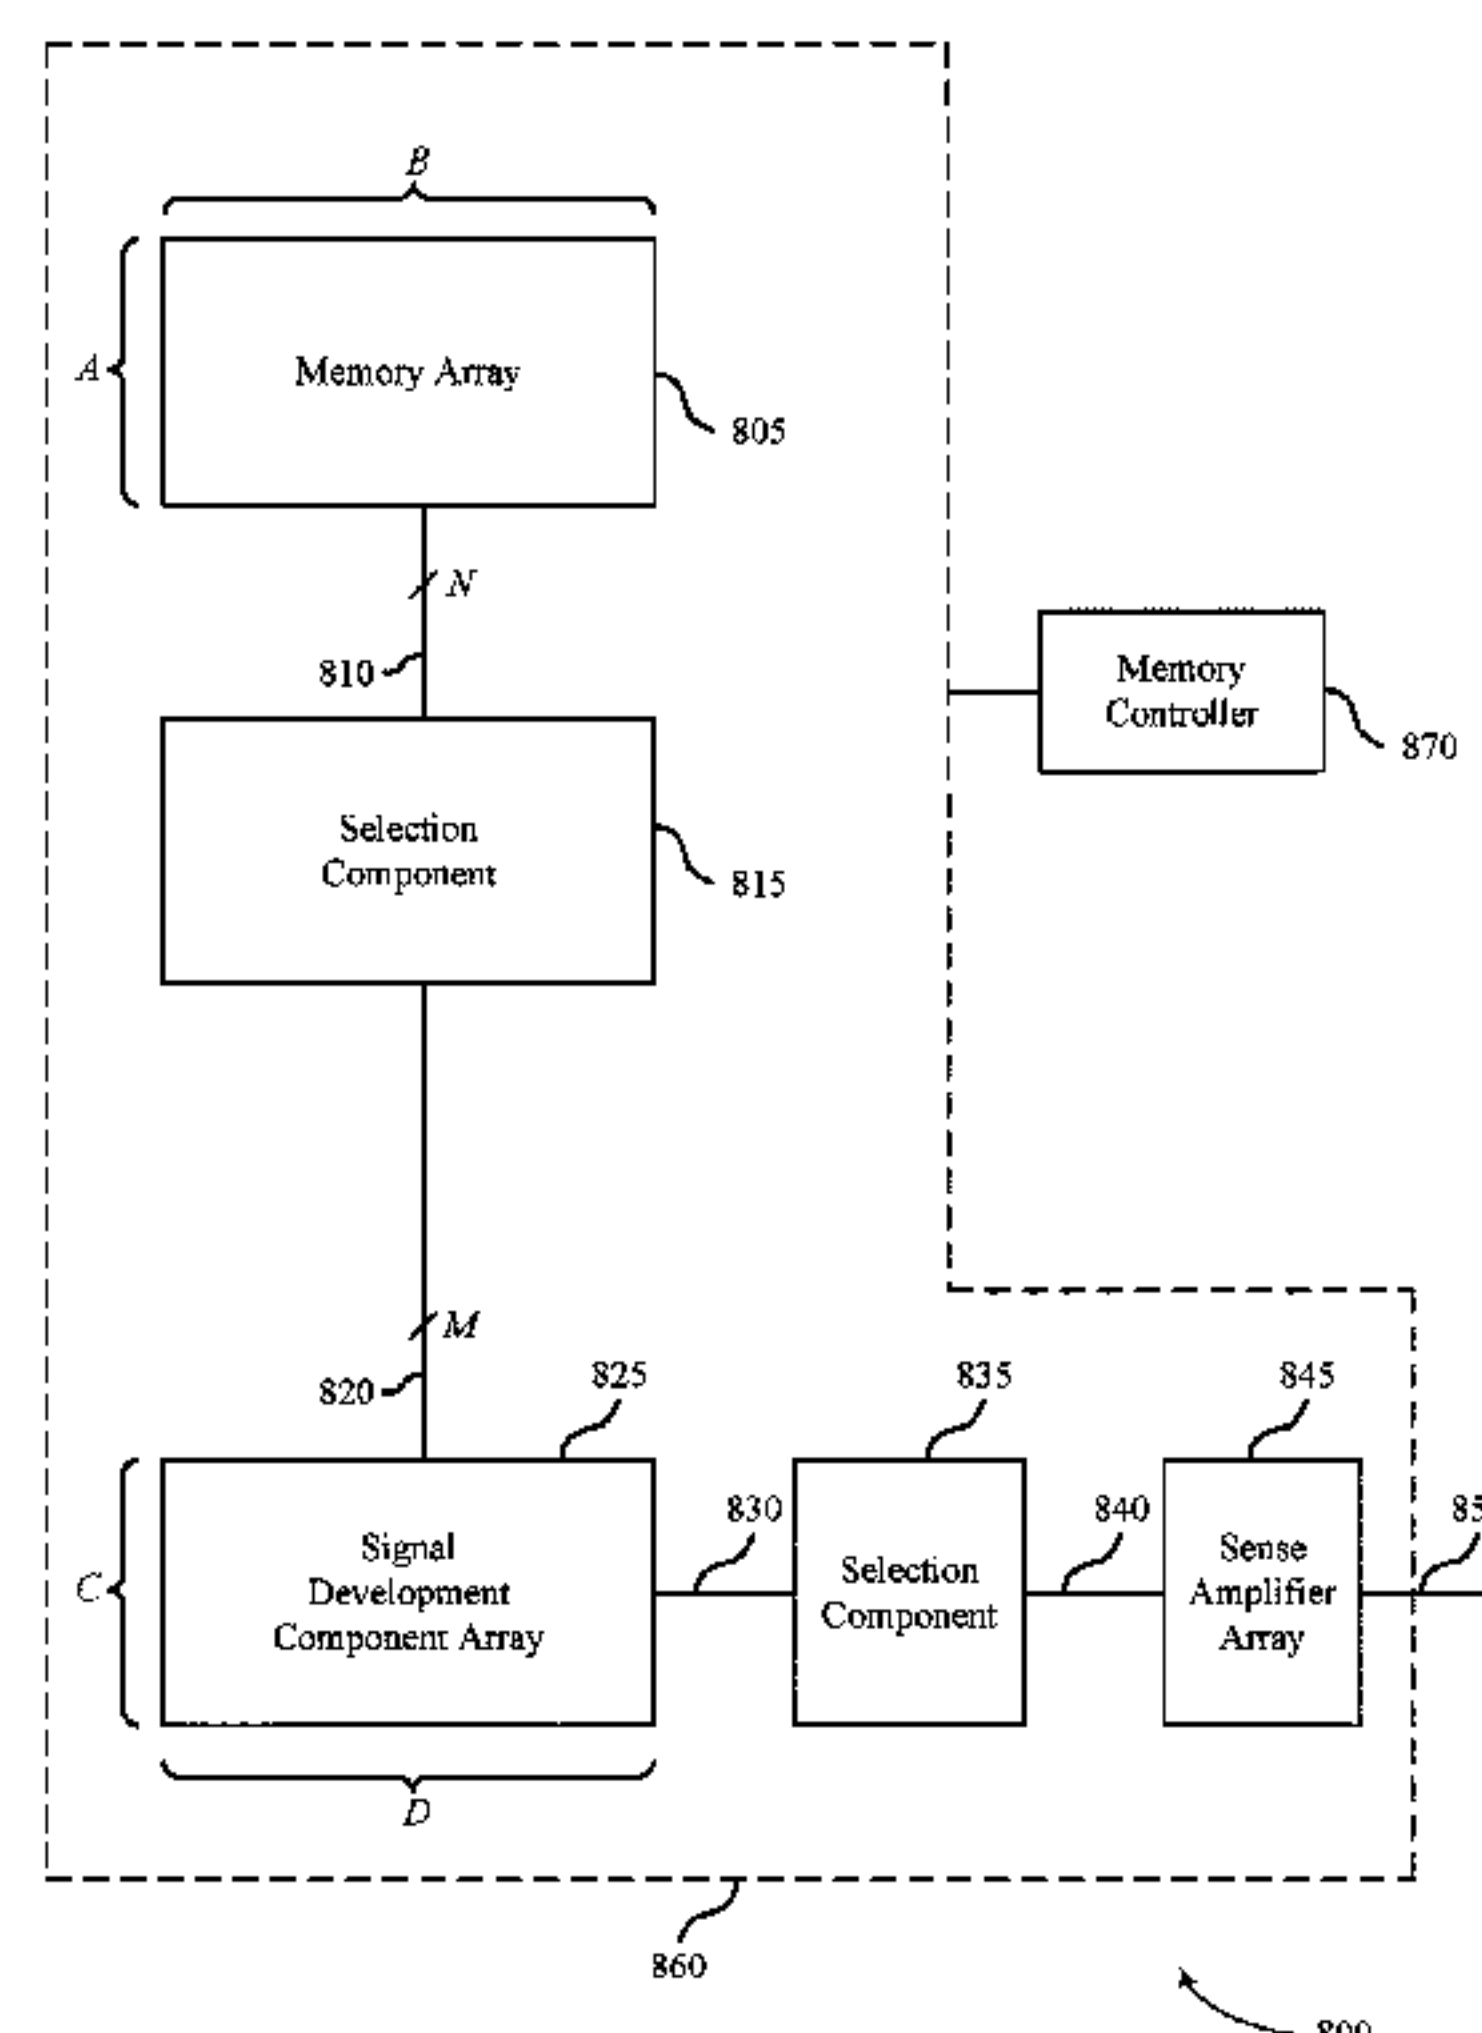 B
A
Memory Array
805
N
810
Memory
Controller
870
Selection
Component
815
M
820
825
835
845
C
Signal
Development
Component Array
830
Selection
Component
840
Sense
Amplifier
Array
D
860